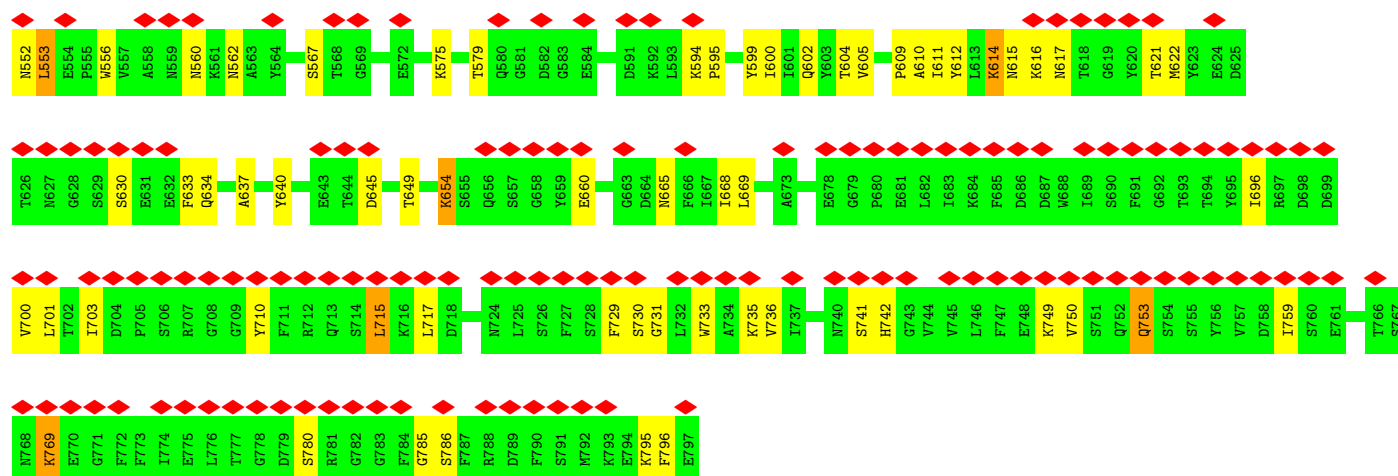 N552 L553 E554 P555 W556 V557 A558 N559 N560 K561 N562 A563 Y564 S567 T568 G569 E572 K575 T579 Q580 G581 D582 G583 E584 D591 K592 L593 K594 P595 Y599 I600 I601 Q602 Y603 T604 V605 P609 A610 I611 Y612 L613 K614 N615 K616 N617 T618 G619 Y620 T621 M622 Y623 E624 D625
T626 N627 G628 S629 S630 E631 E632 F633 Q634 A637 Y640 E643 T644 D645 T649 K654 S655 Q656 S657 G658 Y659 E660 G663 D664 N665 F666 I667 I668 L669 A673 E678 G679 P680 E681 L682 I683 K684 F685 D686 D687 W688 I689 S690 F691 G692 T693 T694 Y695 I696 R697 D698 D699
V700 L701 T702 I703 D704 P705 S706 R707 G708 G709 Y710 F711 R712 Q713 S714 L715 K716 L717 D718 N724 L725 S726 F727 S728 F729 S730 G731 L732 W733 A734 K735 V736 I737 N740 S741 H742 G743 V744 V745 L746 F747 E748 K749 V750 S751 Q752 Q753 S754 S755 Y756 V757 D758 I759 S760 E761 T766 S767
N768 K769 E770 G771 F772 F773 I774 E775 L776 T777 G778 D779 S780 R781 G782 G783 F784 G785 S786 F787 R788 D789 F790 S791 M792 K793 E794 K795 F796 E797